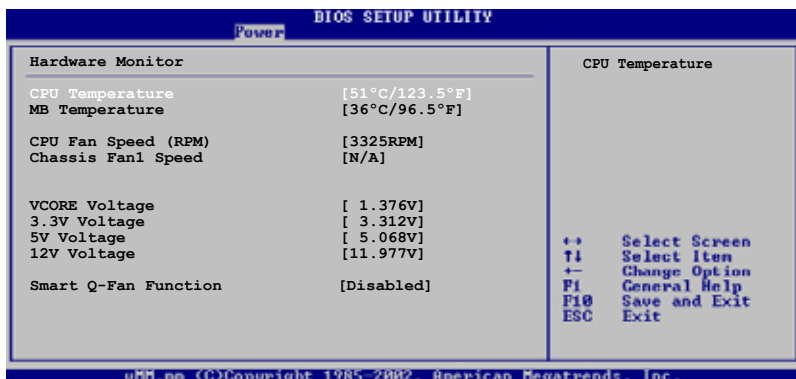 BIOS SETUP UTILITY
Power
Hardware Monitor
CPU Temperature [51°C/123.5°F]
MB Temperature [36°C/96.5°F]
CPU Fan Speed (RPM) [3325RPM]
Chassis Fan1 Speed [N/A]
VCORE Voltage [ 1.376V]
3.3V Voltage [ 3.312V]
5V Voltage [ 5.068V]
12V Voltage [11.977V]
Smart Q-Fan Function [Disabled]
CPU Temperature
↔ Select Screen
↑↓ Select Item
+- Change Option
F1 General Help
F10 Save and Exit
ESC Exit
(C)Copyright 1985-2002, American Megatrends, Inc.